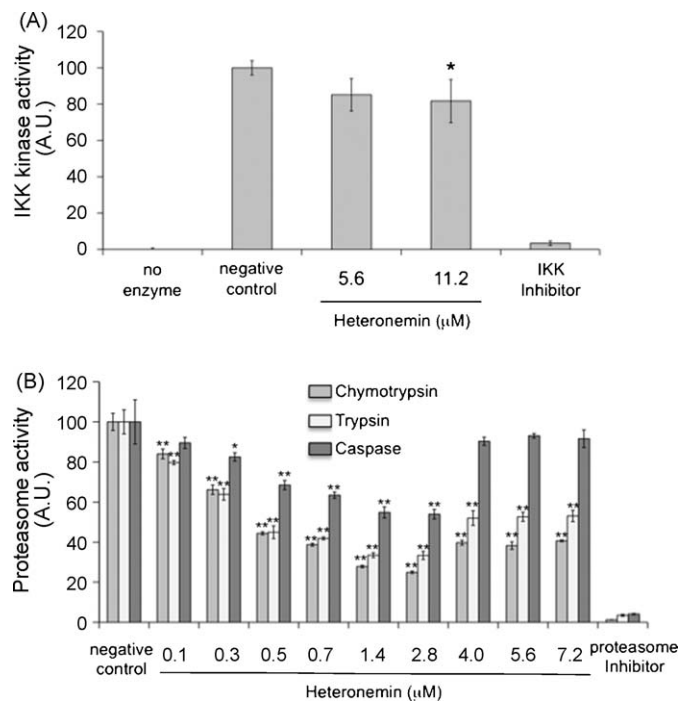 (A)
IKK kinase activity
(A.U.)
120
100
80
60
40
20
0
*
no
enzyme
negative
control
5.6
11.2
IKK
Inhibitor
Heteronemin (μM)
(B)
Proteasome activity
(A.U.)
120
100
80
60
40
20
0
Chymotrypsin
Trypsin
Caspase
** ** ** ** * ** ** ** ** ** ** ** ** ** ** ** ** ** ** ** ** ** ** **
negative
control
0.1 0.3 0.5 0.7 1.4 2.8 4.0 5.6 7.2
proteasome
Inhibitor
Heteronemin (μM)